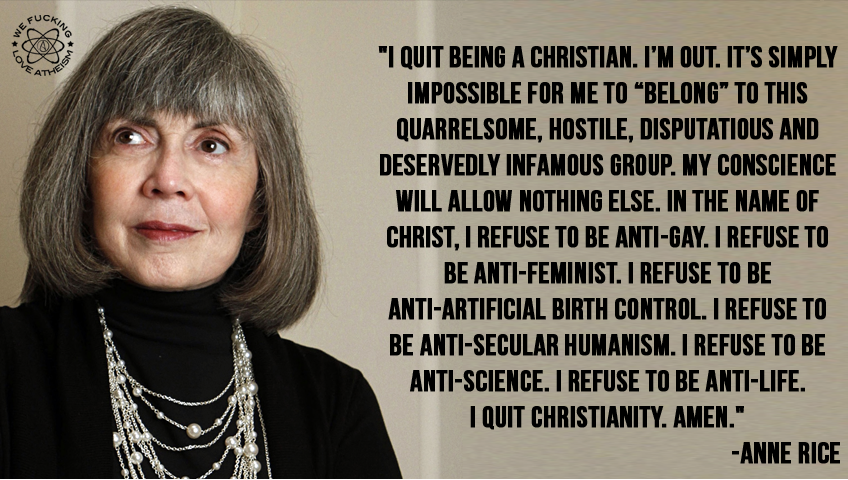 WE FUCKING
LOVE ATHEISM
"I QUIT BEING A CHRISTIAN. I'M OUT. IT'S SIMPLY
IMPOSSIBLE FOR ME TO “BELONG” TO THIS
QUARRELSOME, HOSTILE, DISPUTATIOUS AND
DESERVEDLY INFAMOUS GROUP. MY CONSCIENCE
WILL ALLOW NOTHING ELSE. IN THE NAME OF
CHRIST, I REFUSE TO BE ANTI-GAY. I REFUSE TO
BE ANTI-FEMINIST. I REFUSE TO BE
ANTI-ARTIFICIAL BIRTH CONTROL. I REFUSE TO
BE ANTI-SECULAR HUMANISM. I REFUSE TO BE
ANTI-SCIENCE. I REFUSE TO BE ANTI-LIFE.
I QUIT CHRISTIANITY. AMEN."
-ANNE RICE